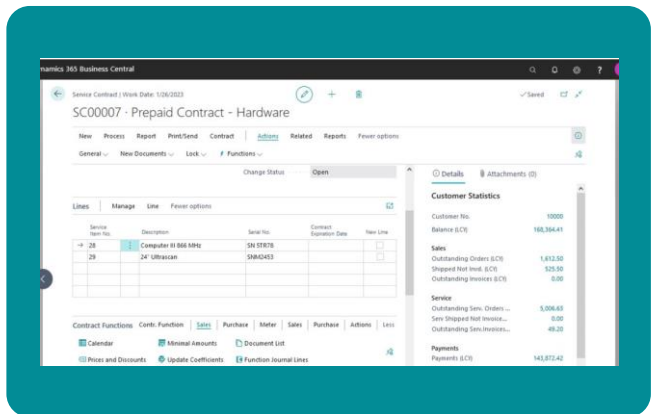 namics 365 Business Central
?
Service Contract | Work Date: 1/26/2023
✓Saved
SC00007 · Prepaid Contract - Hardware
New Process Report Print/Send Contract Actions Related Reports Fewer options
General New Documents Lock Functions
Change Status Open
Details Attachments (0)
Lines Manage Line Fewer options
Customer Statistics
Service Item No. Description Serial No. Contract Expiration Date New Line
Customer No. 10000
Balance (LCY) 168,364.41
28 Computer III 866 MHz SN STR78
29 24" Ultrascan SNM2453
Sales
Outstanding Orders (LCY) 1,612.50
Shipped Not Invd. (LCY) 525.50
Outstanding Invoices (LCY) 0.00
Service
Outstanding Serv. Orders ... 5,006.63
Serv Shipped Not Invoice... 0.00
Outstanding Serv.Invoices... 49.20
Contract Functions Contr. Function Sales Purchase Meter Sales Purchase Actions Less
Calendar Minimal Amounts Document List
Prices and Discounts Update Coefficients Function Journal Lines
Payments
Payments (LCY) 143,872.42